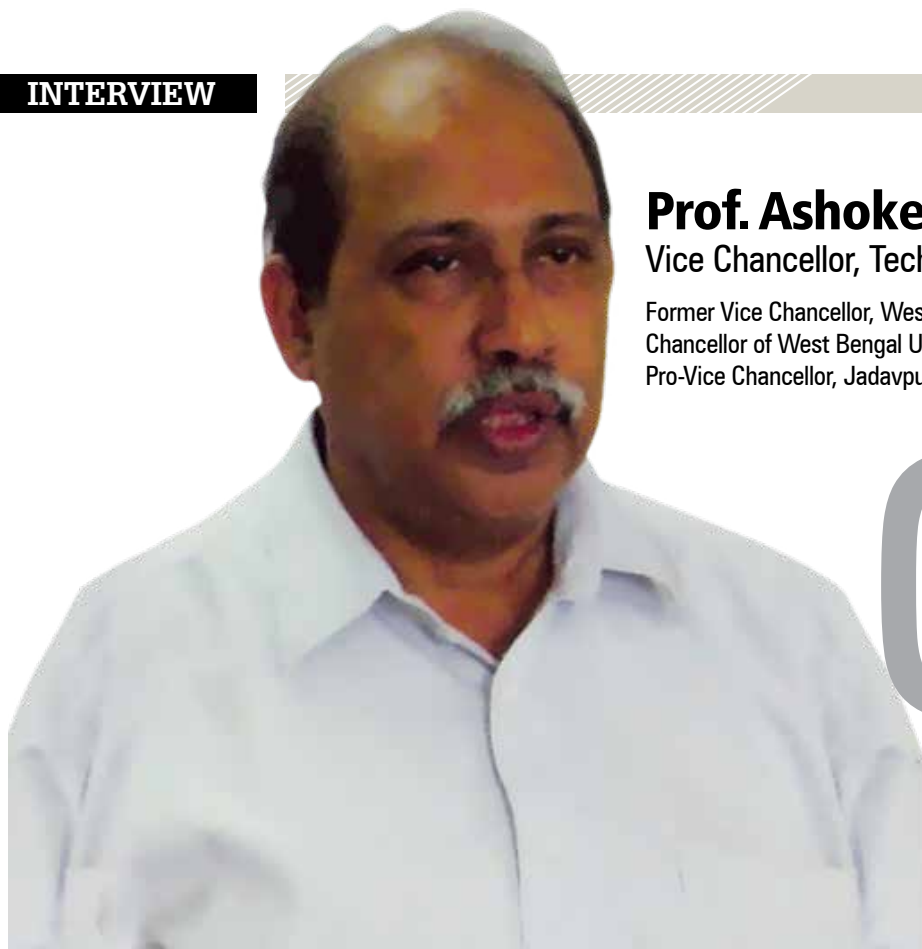 INTERVIEW
Prof. Ashoke
Vice Chancellor, Tech
Former Vice Chancellor, Wes
Chancellor of West Bengal U
Pro-Vice Chancellor, Jadavpu